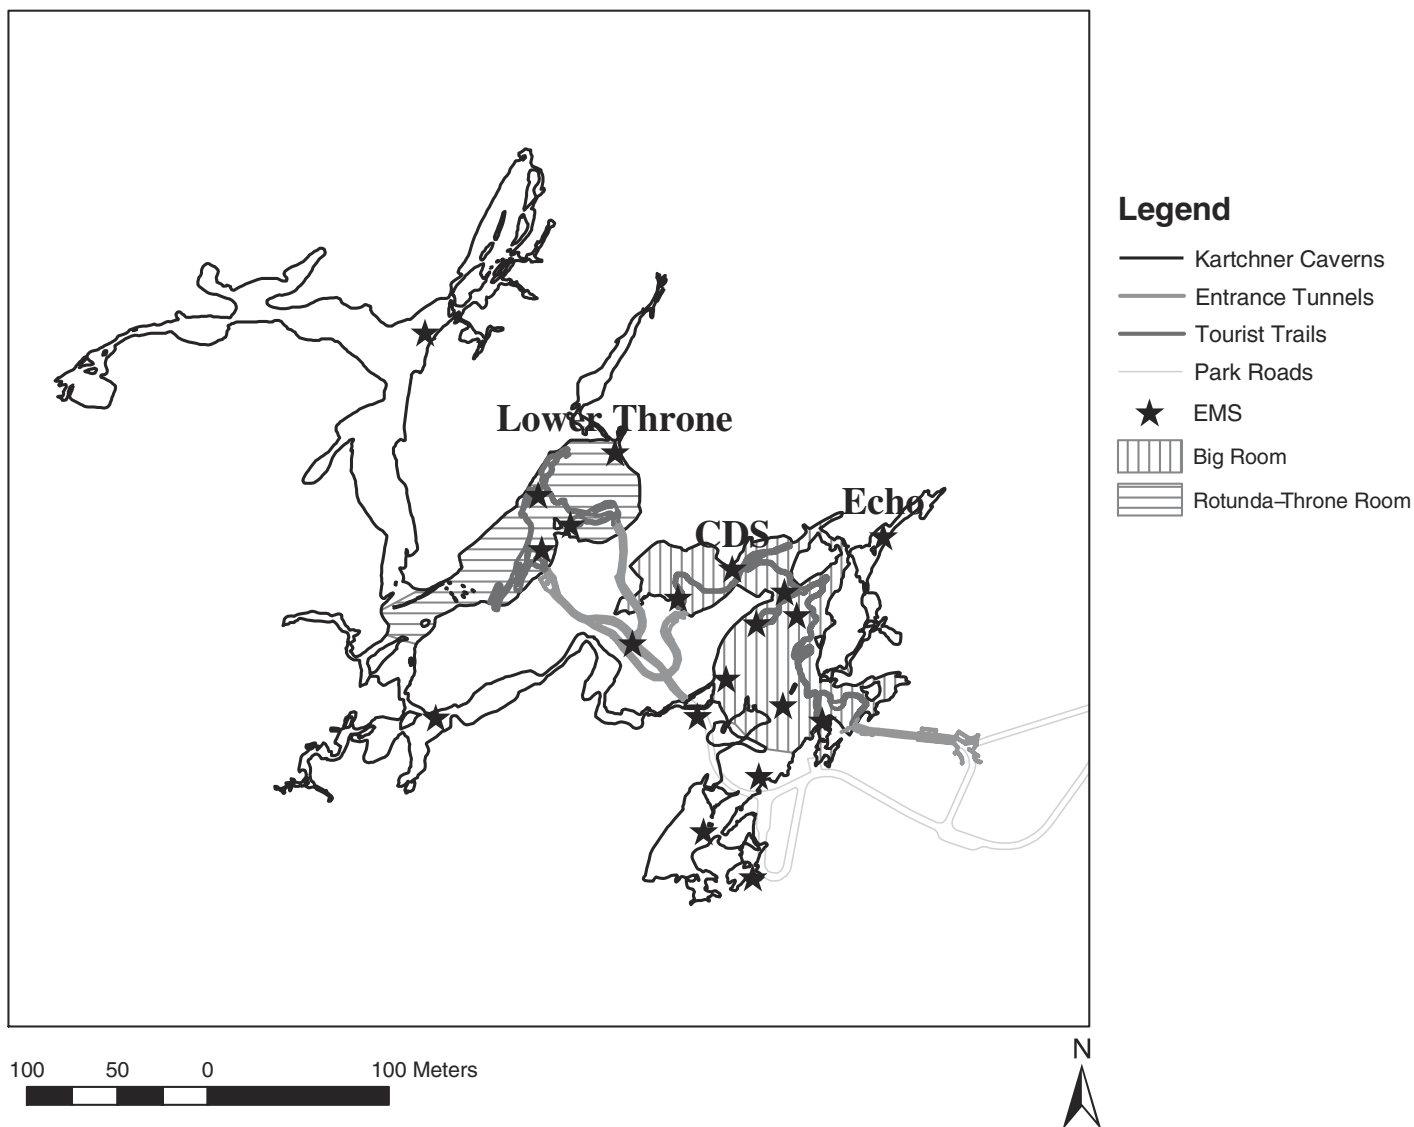 Lower Throne
Echo
CDS
Legend
Kartchner Caverns
Entrance Tunnels
Tourist Trails
Park Roads
EMS
Big Room
Rotunda–Throne Room
100 50 0 100 Meters
N